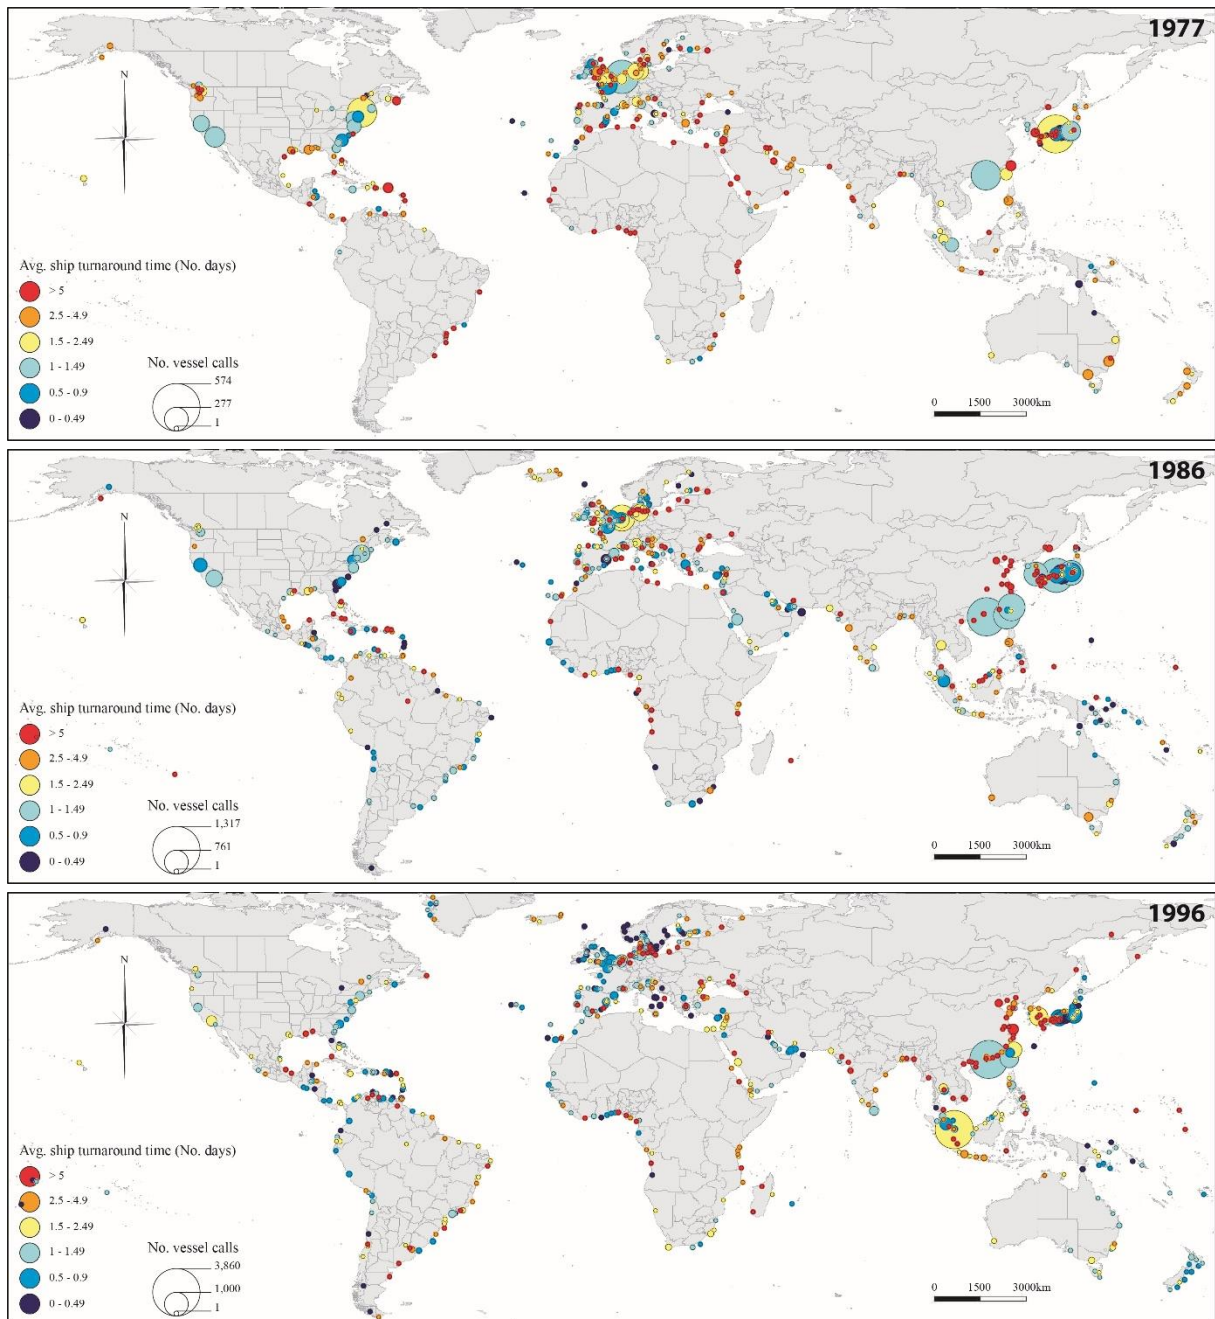 1977
N
Avg. ship turnaround time (No. days)
> 5
2.5 - 4.9
1.5 - 2.49
1 - 1.49
0.5 - 0.9
0 - 0.49
No. vessel calls
574
277
1
0 1500 3000km
1986
N
Avg. ship turnaround time (No. days)
> 5
2.5 - 4.9
1.5 - 2.49
1 - 1.49
0.5 - 0.9
0 - 0.49
No. vessel calls
1,317
761
1
0 1500 3000km
1996
N
Avg. ship turnaround time (No. days)
> 5
2.5 - 4.9
1.5 - 2.49
1 - 1.49
0.5 - 0.9
0 - 0.49
No. vessel calls
3,860
1,000
1
0 1500 3000km